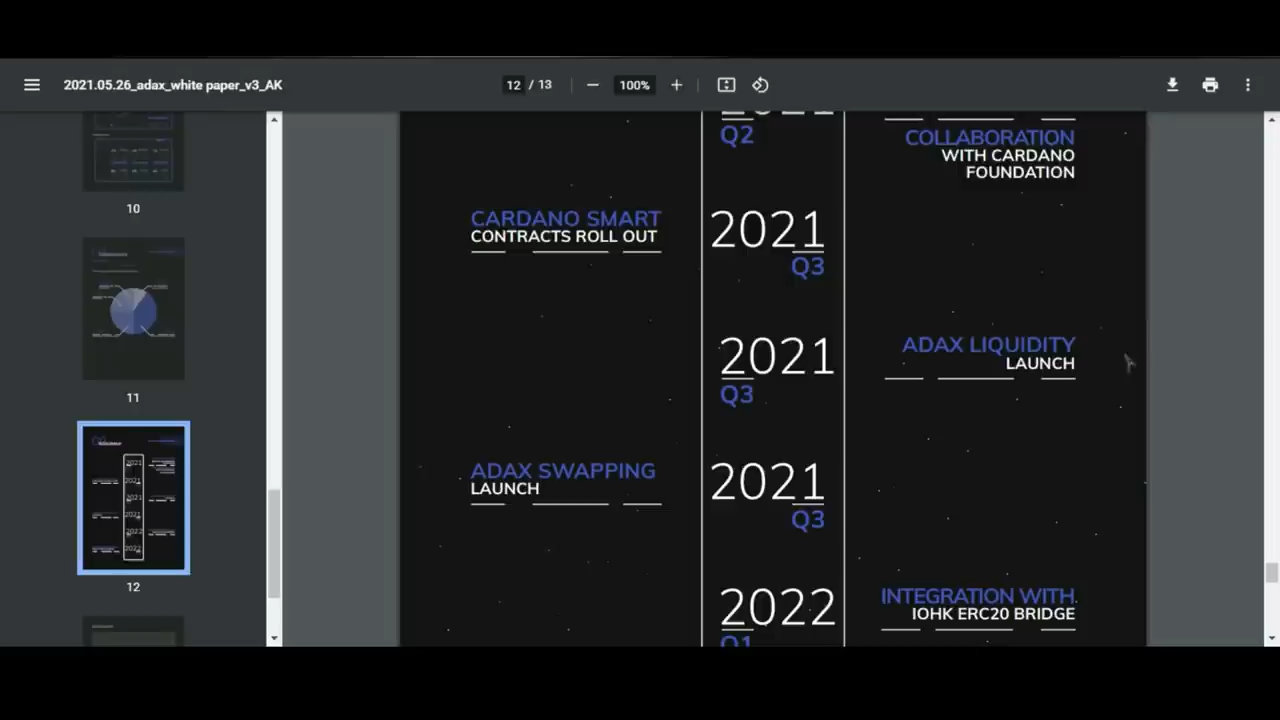 2021.05.26_adax_white paper_v3_AK
12 / 13
100%
10
11
12
2021
Q2
COLLABORATION
WITH CARDANO
FOUNDATION
CARDANO SMART
CONTRACTS ROLL OUT
2021
Q3
2021
Q3
ADAX LIQUIDITY
LAUNCH
ADAX SWAPPING
LAUNCH
2021
Q3
2022
Q1
INTEGRATION WITH
IOHK ERC20 BRIDGE